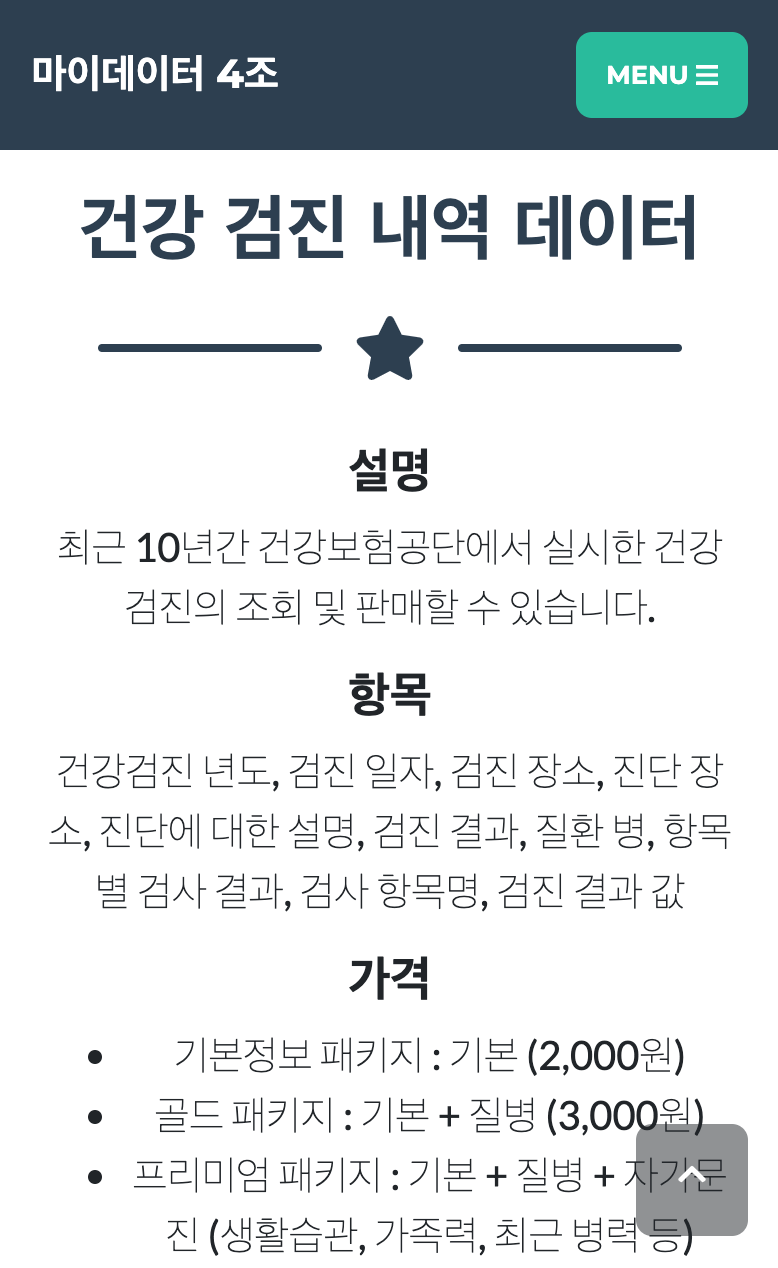 마이데이터 4조
MENU
건강 검진 내역 데이터
설명
최근 10년간 건강보험공단에서 실시한 건강
검진의 조회 및 판매할 수 있습니다.
항목
건강검진 년도, 검진 일자, 검진 장소, 진단 장
소, 진단에 대한 설명, 검진 결과, 질환 병, 항목
별 검사 결과, 검사 항목명, 검진 결과 값
가격
• 기본정보 패키지 : 기본 (2,000원)
• 골드 패키지 : 기본 + 질병 (3,000원)
• 프리미엄 패키지 : 기본 + 질병 + 자가문
진 (생활습관, 가족력, 최근 병력 등)